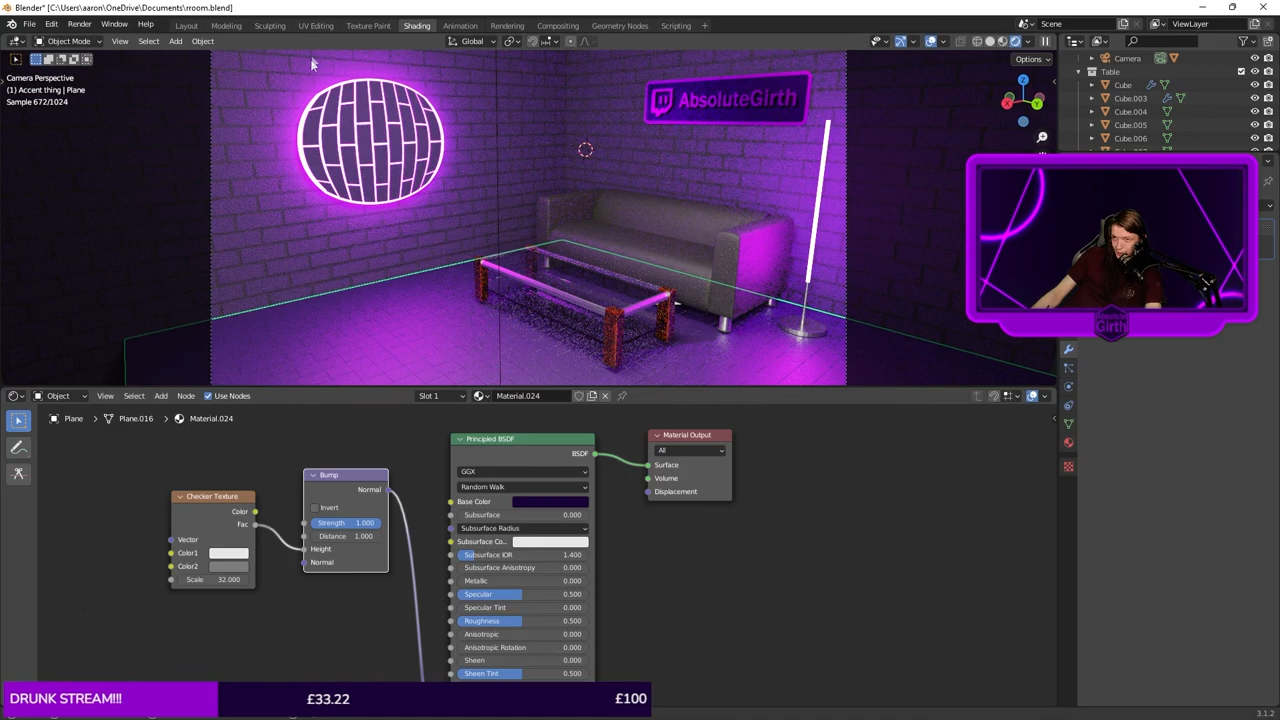 Blender* [C:\Users\aaron\OneDrive\Documents\rroom.blend]
File Edit Render Window Help Layout Modeling Sculpting UV Editing Texture Paint Shading Animation Rendering Compositing Geometry Nodes Scripting + Scene ViewLayer
Object Mode View Select Add Object Global
Options
Camera Perspective
(1) Accent thing | Plane
Sample 672/1024
Z
X
Y
AbsoluteGirth
Camera
Table
Cube
Cube.003
Cube.004
Cube.005
Cube.006
Absolute
Girth
Object View Select Add Node Use Nodes Slot 1 Material.024
Plane > Plane.016 > Material.024
Checker Texture
Color
Fac
Vector
Color1
Color2
Scale 32.000
Bump
Normal
Invert
Strength 1.000
Distance 1.000
Height
Normal
Principled BSDF
BSDF
GGX
Random Walk
Base Color
Subsurface 0.000
Subsurface Radius
Subsurface Co...
Subsurface IOR 1.400
Subsurface Anisotropy 0.000
Metallic 0.000
Specular 0.500
Specular Tint 0.000
Roughness 0.500
Anisotropic 0.000
Anisotropic Rotation 0.000
Sheen 0.000
Sheen Tint 0.500
Material Output
All
Surface
Volume
Displacement
DRUNK STREAM!!! £33.22 £100
3.1.2